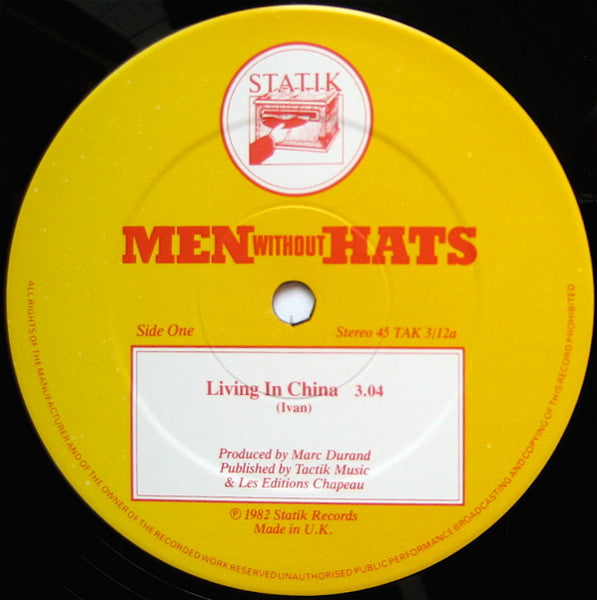 STATIK
MEN WITHOUT HATS
Side One
Stereo 45 TAK 3/12a
Living In China 3.04
(Ivan)
Produced by Marc Durand
Published by Tactik Music
& Les Editions Chapeau
℗ 1982 Statik Records
Made in U.K.
ALL RIGHTS OF THE MANUFACTURER AND OF THE OWNER OF THE RECORDED WORK RESERVED UNAUTHORISED PUBLIC PERFORMANCE BROADCASTING AND COPYING OF THIS RECORD PROHIBITED